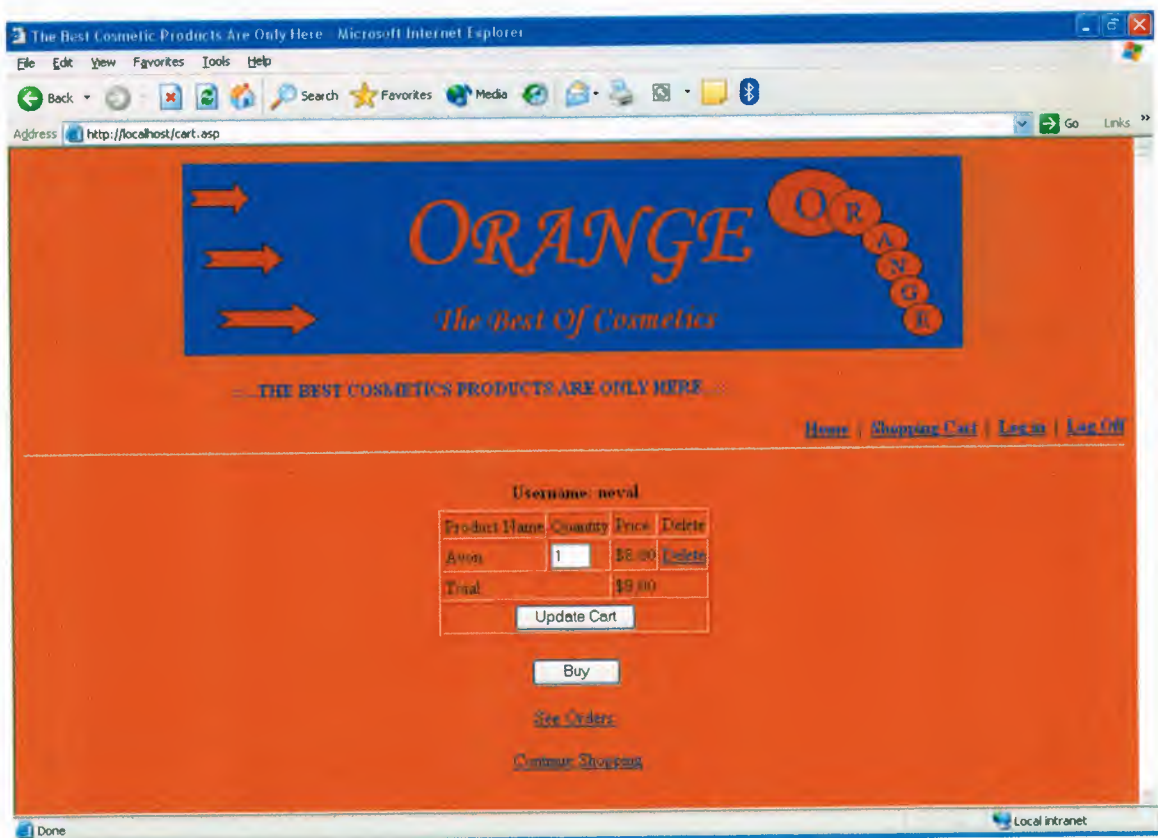 The Best Cosmetic Products Are Only Here - Microsoft Internet Explorer
File Edit View Favorites Tools Help
Back Search Favorites Media
Address http://localhost/cart.asp Go Links »
ORANGE
ORANGE
The Best Of Cosmetics
THE BEST COSMETICS PRODUCTS ARE ONLY HERE
Home | Shopping Cart | Log in | Log Off
Username: neval
Product Name Quantity Price Delete
Avon 1 Delete
Total
Update Cart
Buy
See Orders
Continue Shopping
Done Local intranet